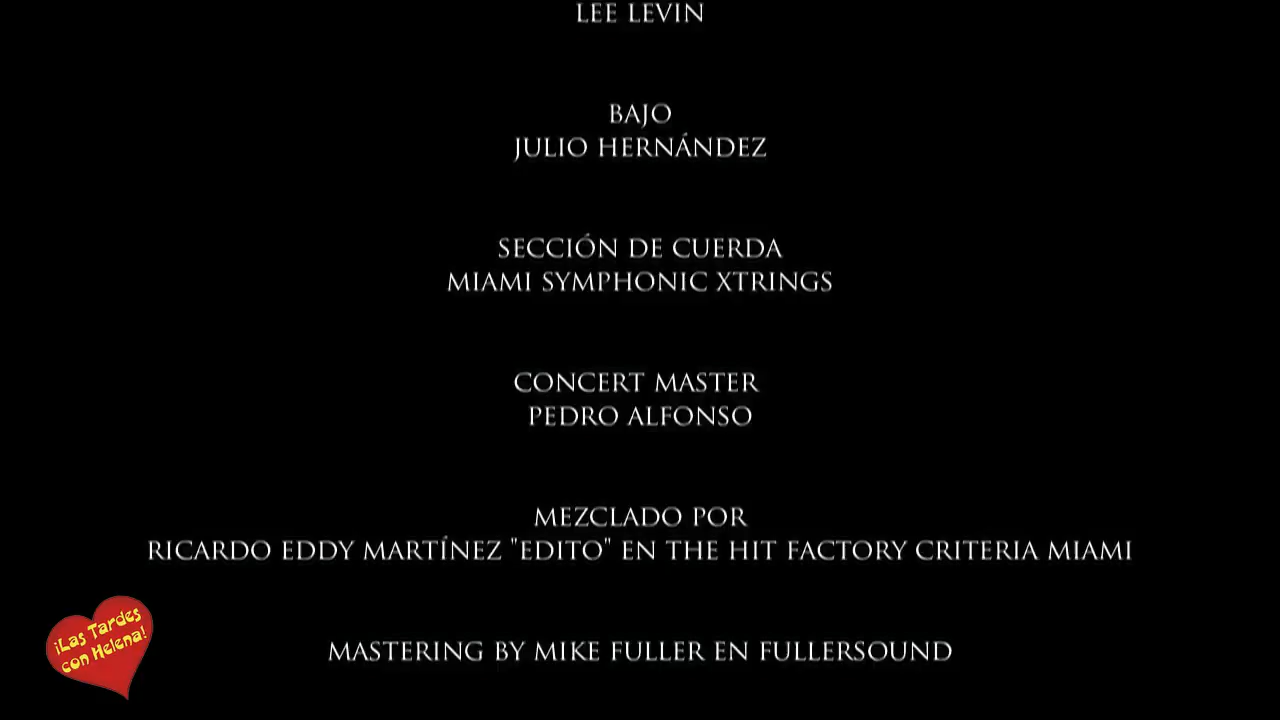 LEE LEVIN
BAJO
JULIO HERNÁNDEZ
SECCIÓN DE CUERDA
MIAMI SYMPHONIC XTRINGS
CONCERT MASTER
PEDRO ALFONSO
MEZCLADO POR
RICARDO EDDY MARTÍNEZ "EDITO" EN THE HIT FACTORY CRITERIA MIAMI
MASTERING BY MIKE FULLER EN FULLERSOUND
¡Las Tardes
con Helena!